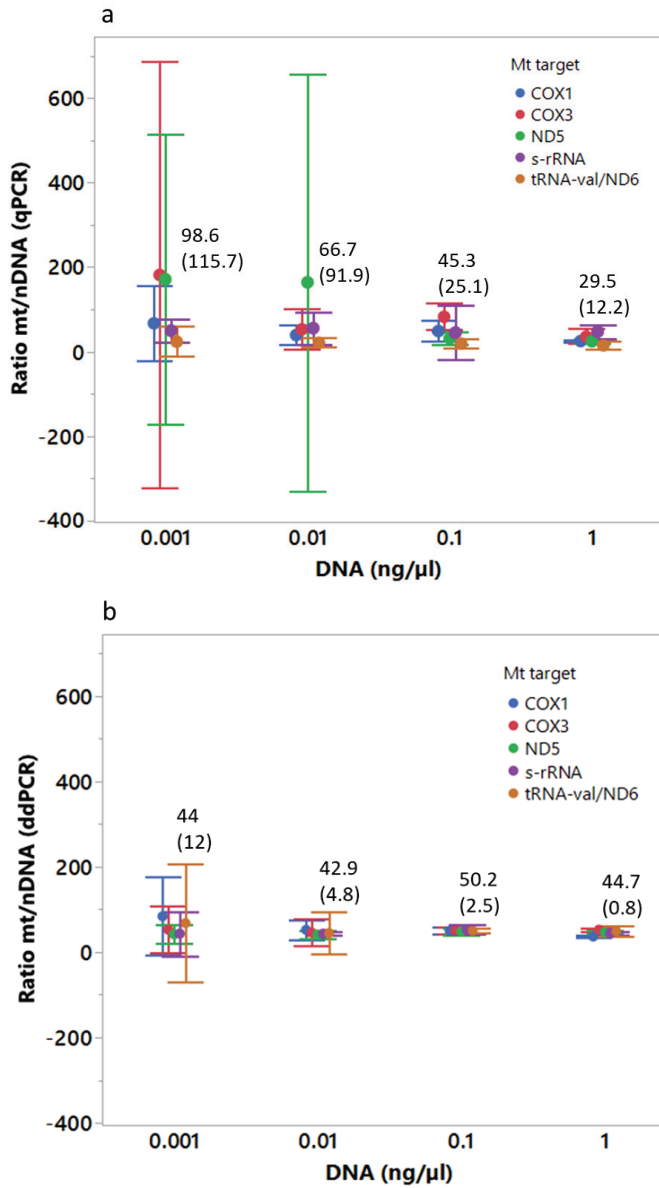 a
Mt target
COX1
COX3
ND5
s-rRNA
tRNA-val/ND6
Ratio mt/nDNA (qPCR)
600
400
200
0
-200
-400
98.6
(115.7)
66.7
(91.9)
45.3
(25.1)
29.5
(12.2)
0.001 0.01 0.1 1
DNA (ng/µl)
b
Mt target
COX1
COX3
ND5
s-rRNA
tRNA-val/ND6
Ratio mt/nDNA (ddPCR)
600
400
200
0
-200
-400
44
(12)
42.9
(4.8)
50.2
(2.5)
44.7
(0.8)
0.001 0.01 0.1 1
DNA (ng/µl)